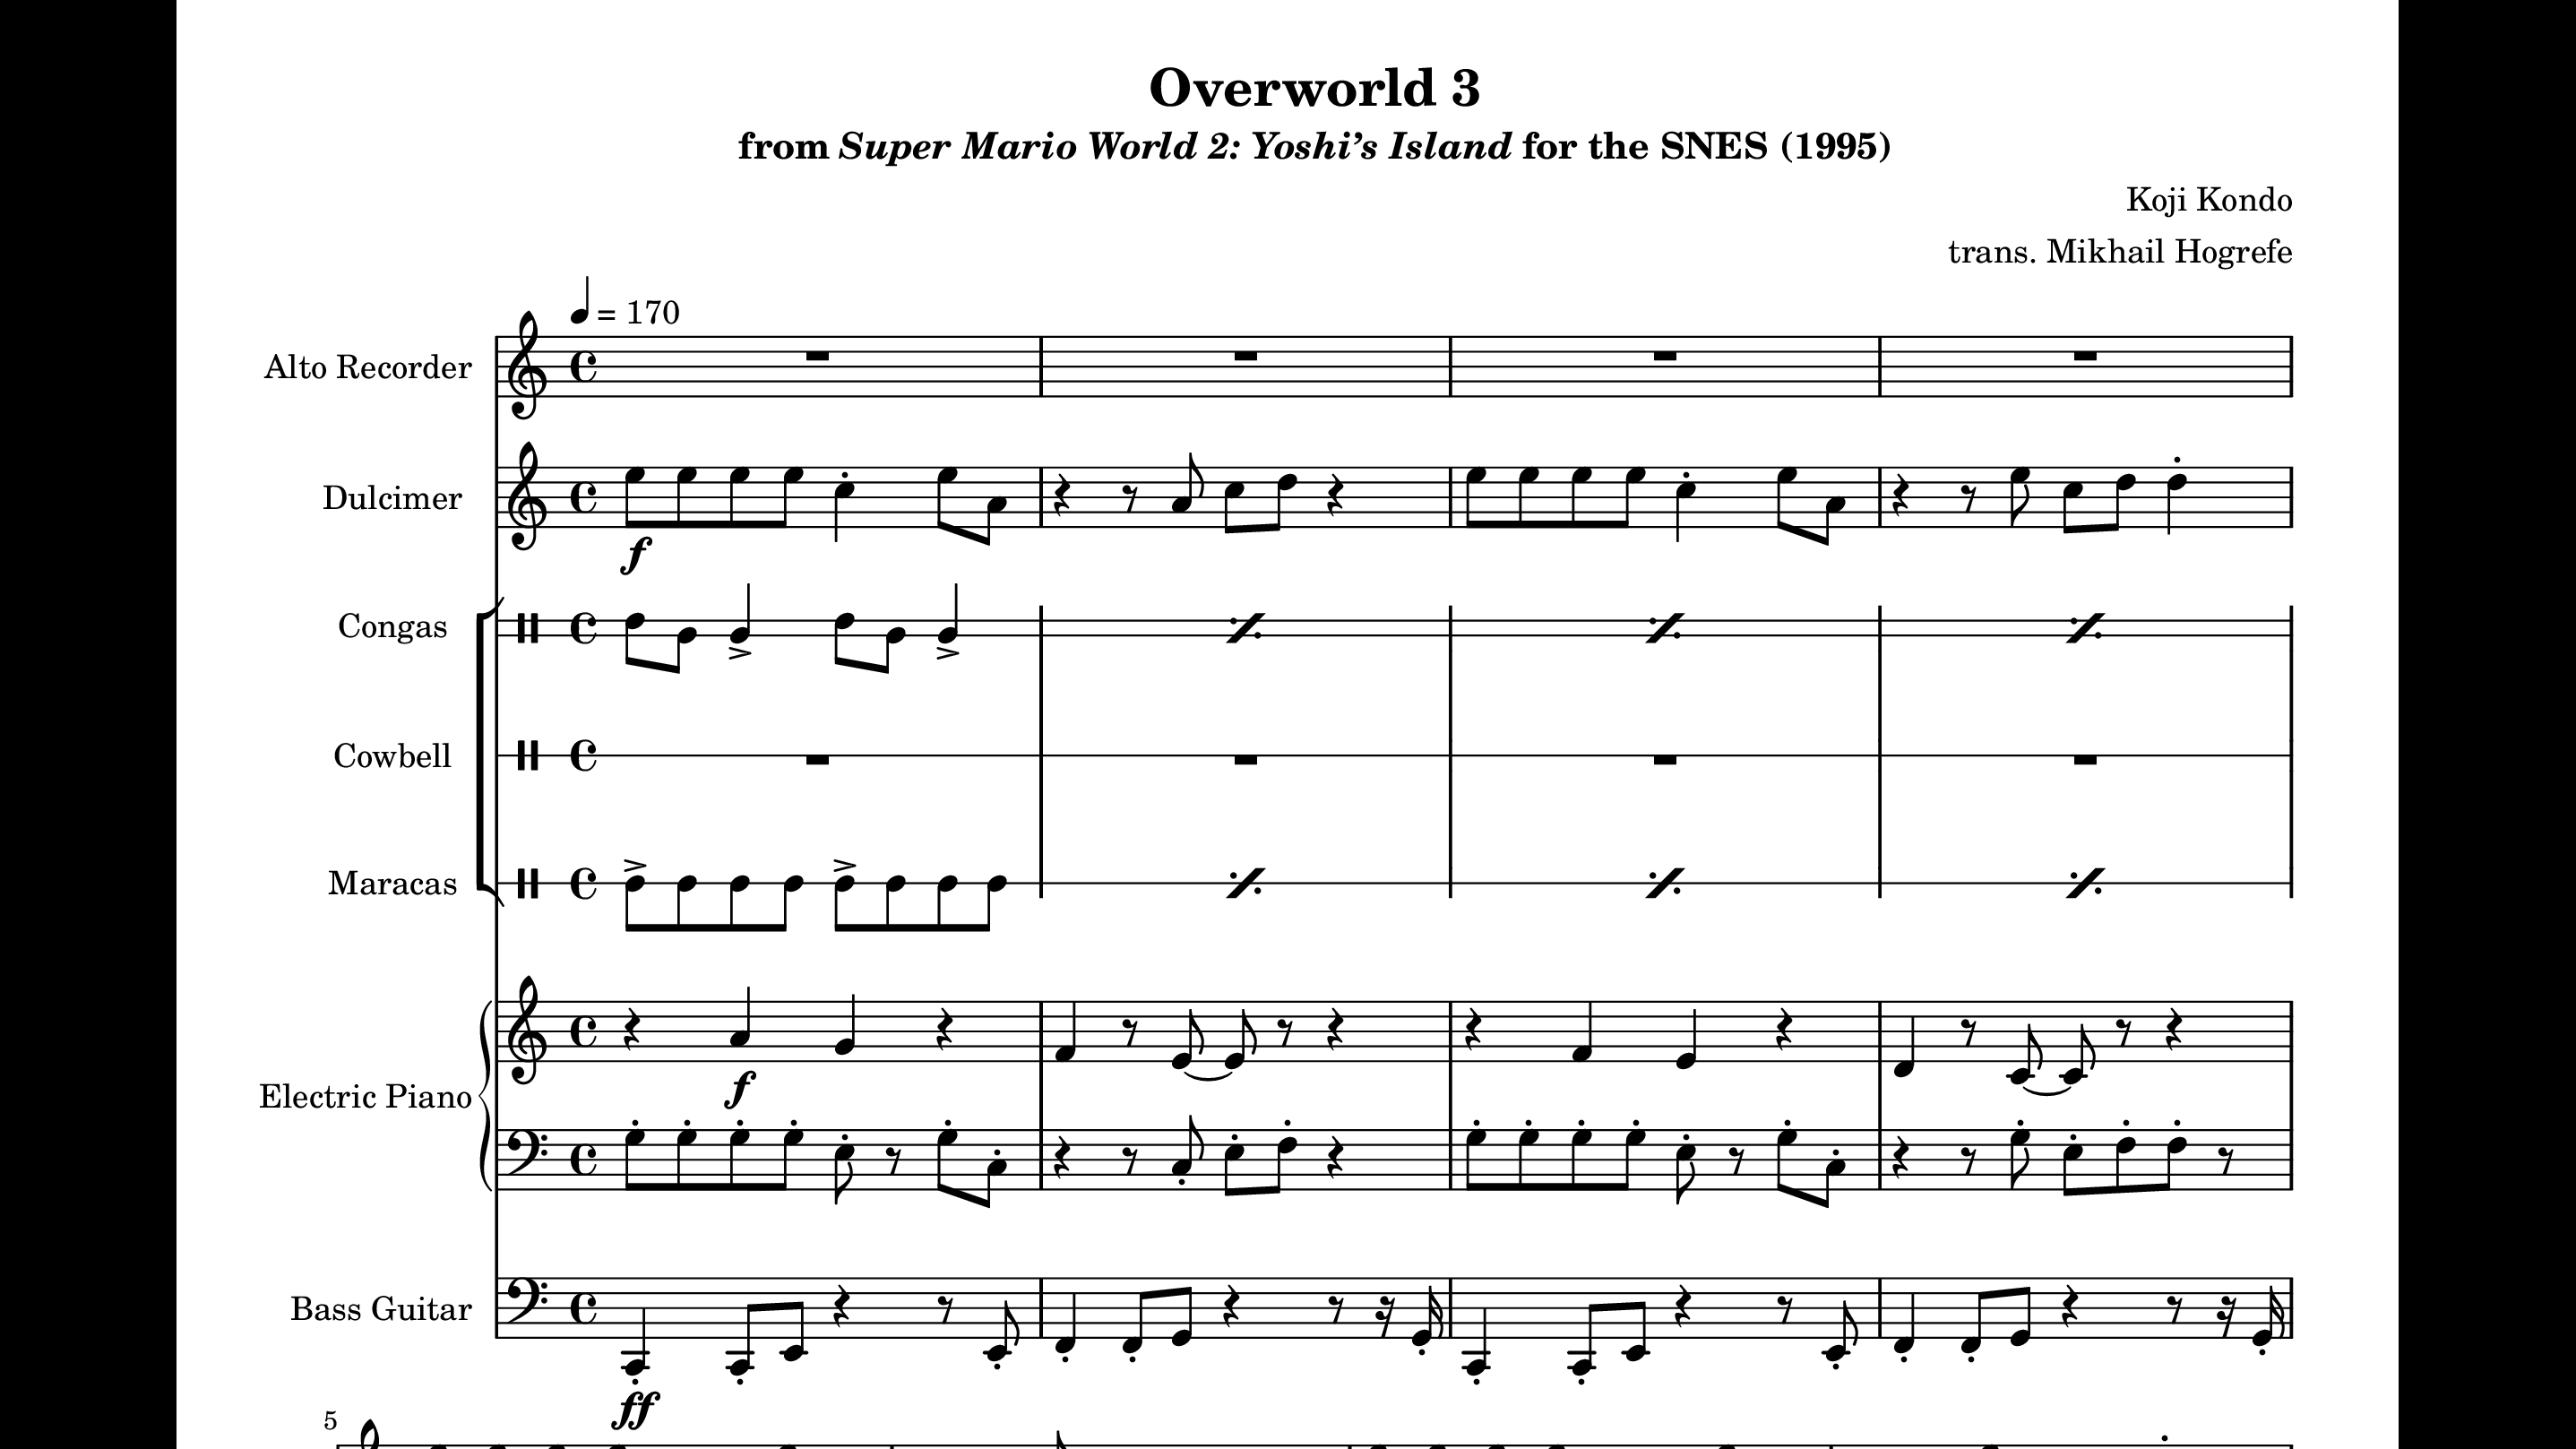 Overworld 3
from Super Mario World 2: Yoshi’s Island for the SNES (1995)
Koji Kondo
trans. Mikhail Hogrefe
= 170
Alto Recorder
Dulcimer
f
Congas
Cowbell
Maracas
Electric Piano
f
Bass Guitar
ff
5